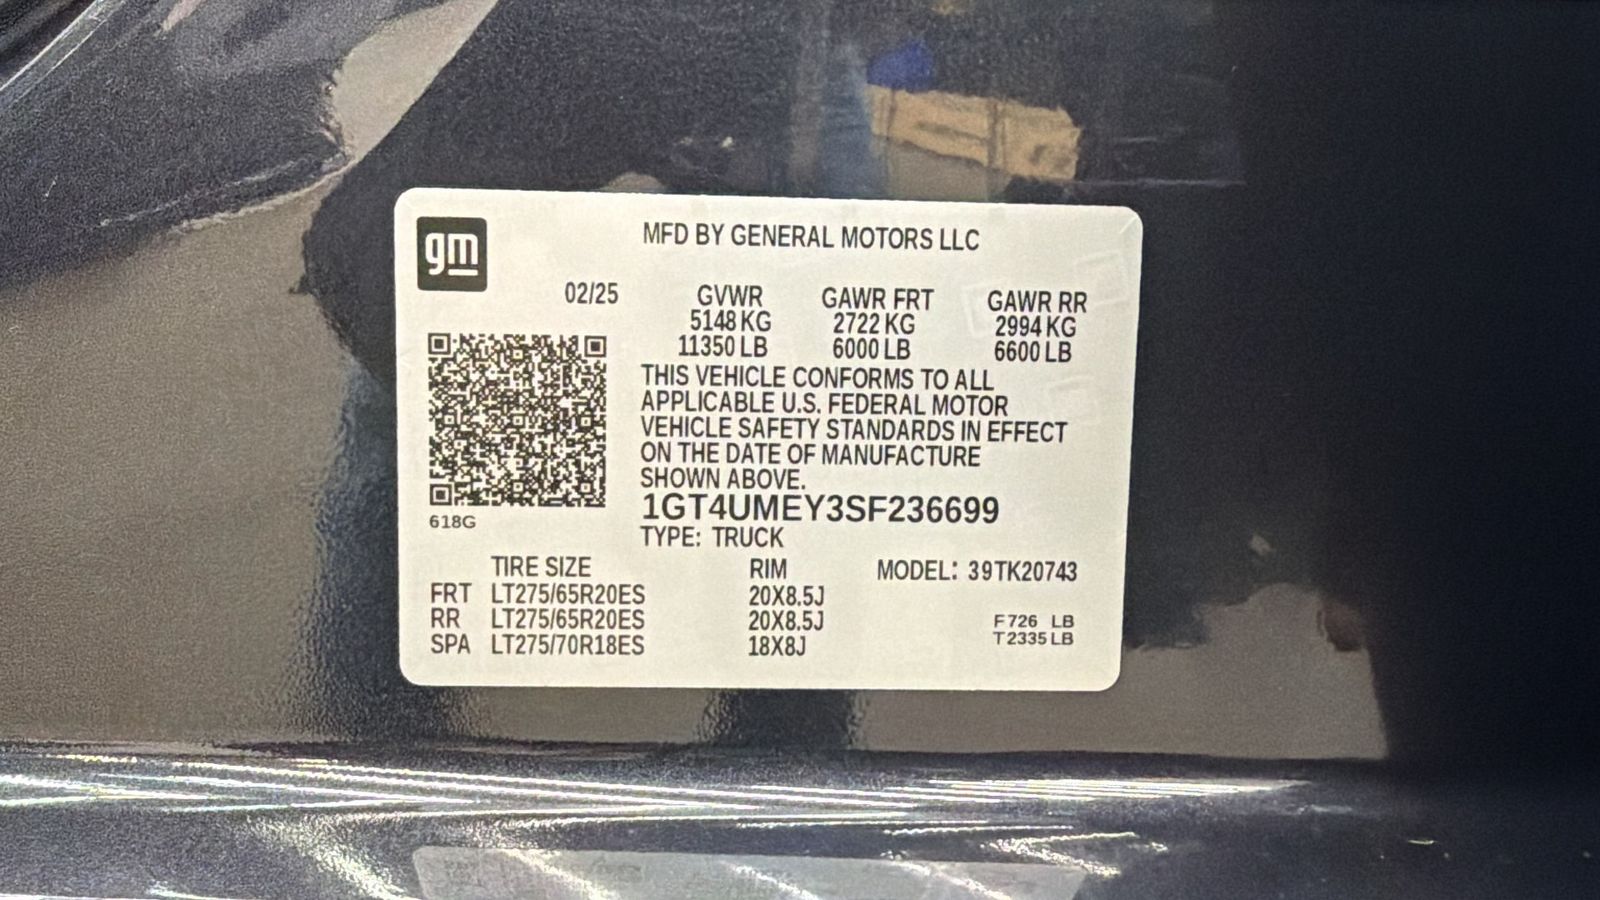 gm
MFD BY GENERAL MOTORS LLC
02/25 GVWR GAWR FRT GAWR RR
5148 KG 2722 KG 2994 KG
11350 LB 6000 LB 6600 LB
THIS VEHICLE CONFORMS TO ALL
APPLICABLE U.S. FEDERAL MOTOR
VEHICLE SAFETY STANDARDS IN EFFECT
ON THE DATE OF MANUFACTURE
SHOWN ABOVE.
1GT4UMEY3SF236699
618G
TYPE: TRUCK
TIRE SIZE RIM MODEL: 39TK20743
FRT LT275/65R20ES 20X8.5J
RR LT275/65R20ES 20X8.5J F 726 LB
SPA LT275/70R18ES 18X8J T 2335 LB